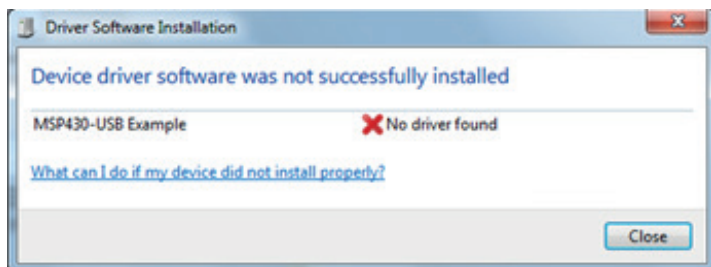 Driver Software Installation
Device driver software was not successfully installed
MSP430-USB Example No driver found
What can I do if my device did not install properly?
Close